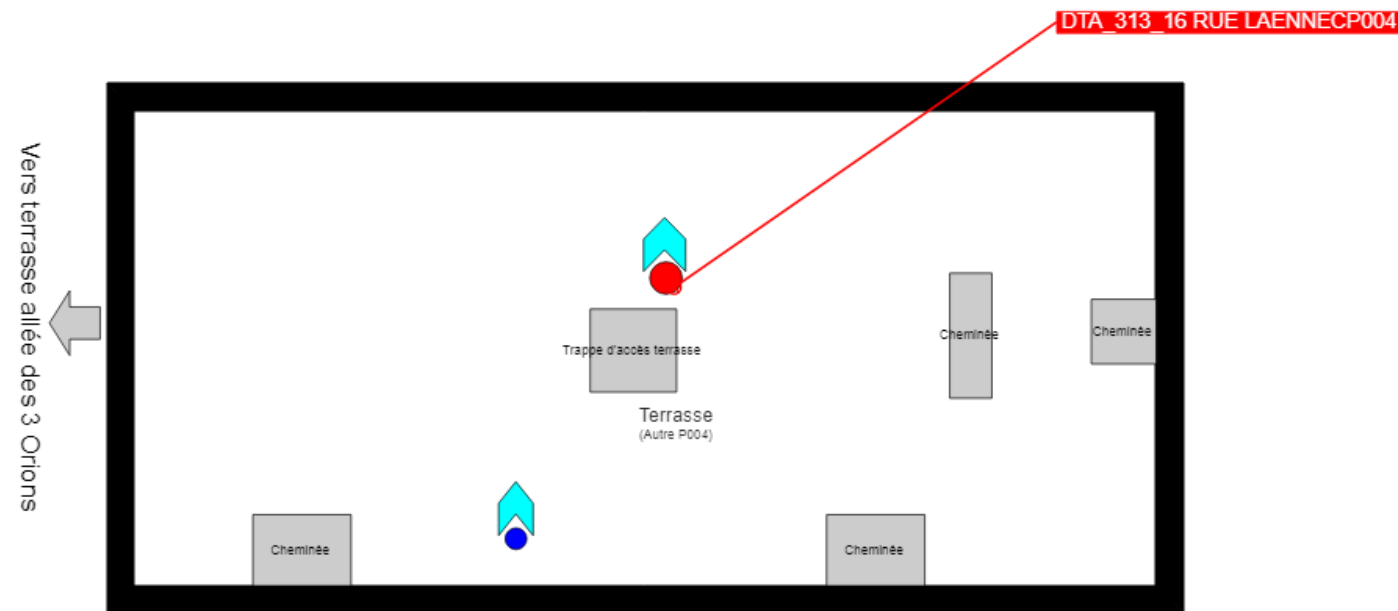 DTA_313_16 RUE LAENNECP004
Vers terrasse allée des 3 Orions
Trappe d'accès terrasse
Cheminée
Cheminée
Terrasse
(Autre P004)
Cheminée
Cheminée